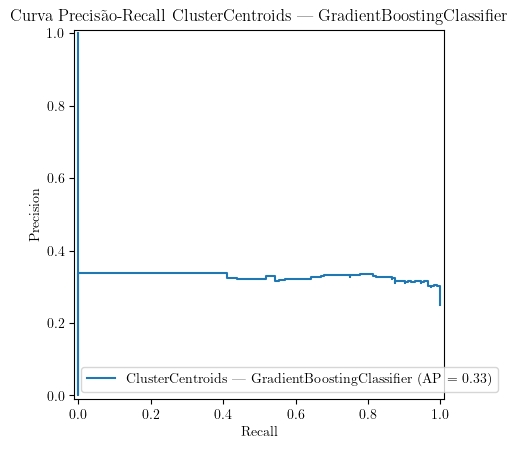 Curva Precisão-Recall ClusterCentroids — GradientBoostingClassifier
1.0
0.8
0.6
0.4
0.2
0.0
Precision
ClusterCentroids — GradientBoostingClassifier (AP = 0.33)
0.0 0.2 0.4 0.6 0.8 1.0
Recall